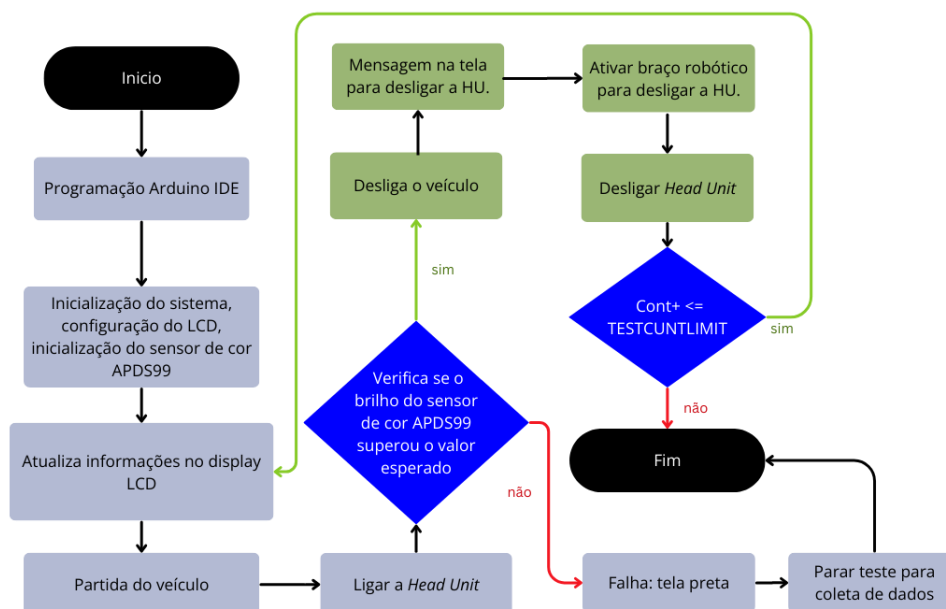 Inicio
Programação Arduino IDE
Inicialização do sistema,
configuração do LCD,
inicialização do sensor de cor
APDS99
Atualiza informações no display
LCD
Partida do veículo
Ligar a Head Unit
Verifica se o
brilho do sensor
de cor APDS99
superou o valor
esperado
sim
Desliga o veículo
Mensagem na tela
para desligar a HU.
Ativar braço robótico
para desligar a HU.
Desligar Head Unit
Cont+ <=
TESTCUNTLIMIT
sim
não
Fim
não
Falha: tela preta
Parar teste para
coleta de dados